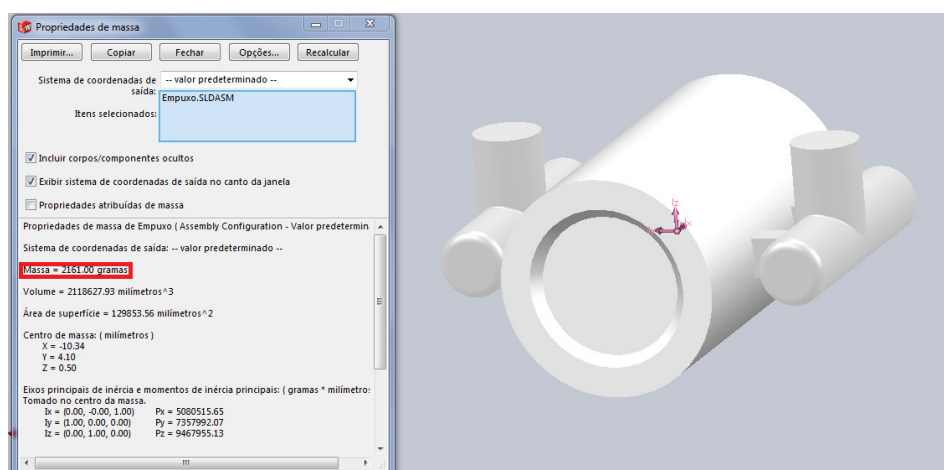 Propriedades de massa
Imprimir... Copiar Fechar Opções... Recalcular
Sistema de coordenadas de saída: -- valor predeterminado --
Itens selecionados: Empuxo.SLDASM
Incluir corpos/componentes ocultos
Exibir sistema de coordenadas de saída no canto da janela
Propriedades atribuídas de massa
Propriedades de massa de Empuxo ( Assembly Configuration - Valor predetermin
Sistema de coordenadas de saída: -- valor predeterminado --
Massa = 2161.00 gramas
Volume = 2118627.93 milímetros^3
Área de superfície = 129853.56 milímetros^2
Centro de massa: ( milímetros )
X = -10.34
Y = 4.10
Z = 0.50
Eixos principais de inércia e momentos de inércia principais: ( gramas * milímetro:
Tomado no centro da massa.
Ix = (0.00, -0.00, 1.00) Px = 5080515.65
Iy = (1.00, 0.00, 0.00) Py = 7357992.07
Iz = (0.00, 1.00, 0.00) Pz = 9467955.13